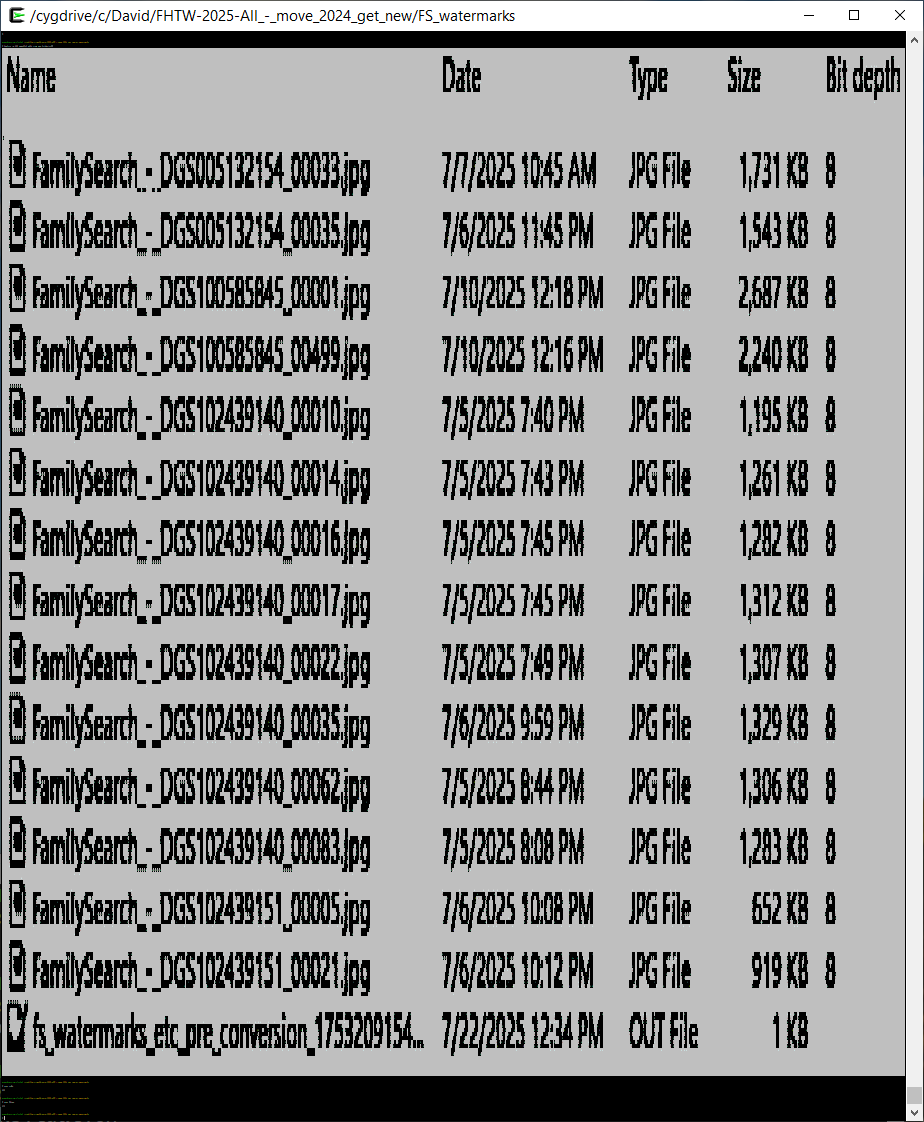 /cygdrive/c/David/FHTW-2025-All_-_move_2024_get_new/FS_watermarks
Name Date Type Size Bit depth
FamilySearch_-_DGS005132154_00033.jpg 7/7/2025 10:45 AM JPG File 1,731 KB 8
FamilySearch_-_DGS005132154_00035.jpg 7/6/2025 11:45 PM JPG File 1,543 KB 8
FamilySearch_-_DGS100585845_00001.jpg 7/10/2025 12:18 PM JPG File 2,687 KB 8
FamilySearch_-_DGS100585845_00499.jpg 7/10/2025 12:16 PM JPG File 2,240 KB 8
FamilySearch_-_DGS102439140_00010.jpg 7/5/2025 7:40 PM JPG File 1,195 KB 8
FamilySearch_-_DGS102439140_00014.jpg 7/5/2025 7:43 PM JPG File 1,261 KB 8
FamilySearch_-_DGS102439140_00016.jpg 7/5/2025 7:45 PM JPG File 1,282 KB 8
FamilySearch_-_DGS102439140_00017.jpg 7/5/2025 7:45 PM JPG File 1,312 KB 8
FamilySearch_-_DGS102439140_00022.jpg 7/5/2025 7:49 PM JPG File 1,307 KB 8
FamilySearch_-_DGS102439140_00035.jpg 7/6/2025 9:59 PM JPG File 1,329 KB 8
FamilySearch_-_DGS102439140_00062.jpg 7/5/2025 8:44 PM JPG File 1,306 KB 8
FamilySearch_-_DGS102439140_00083.jpg 7/5/2025 8:08 PM JPG File 1,283 KB 8
FamilySearch_-_DGS102439151_00005.jpg 7/6/2025 10:08 PM JPG File 652 KB 8
FamilySearch_-_DGS102439151_00021.jpg 7/6/2025 10:12 PM JPG File 919 KB 8
fs_watermarks_etc_pre_conversion_1753209154... 7/22/2025 12:34 PM OUT File 1 KB